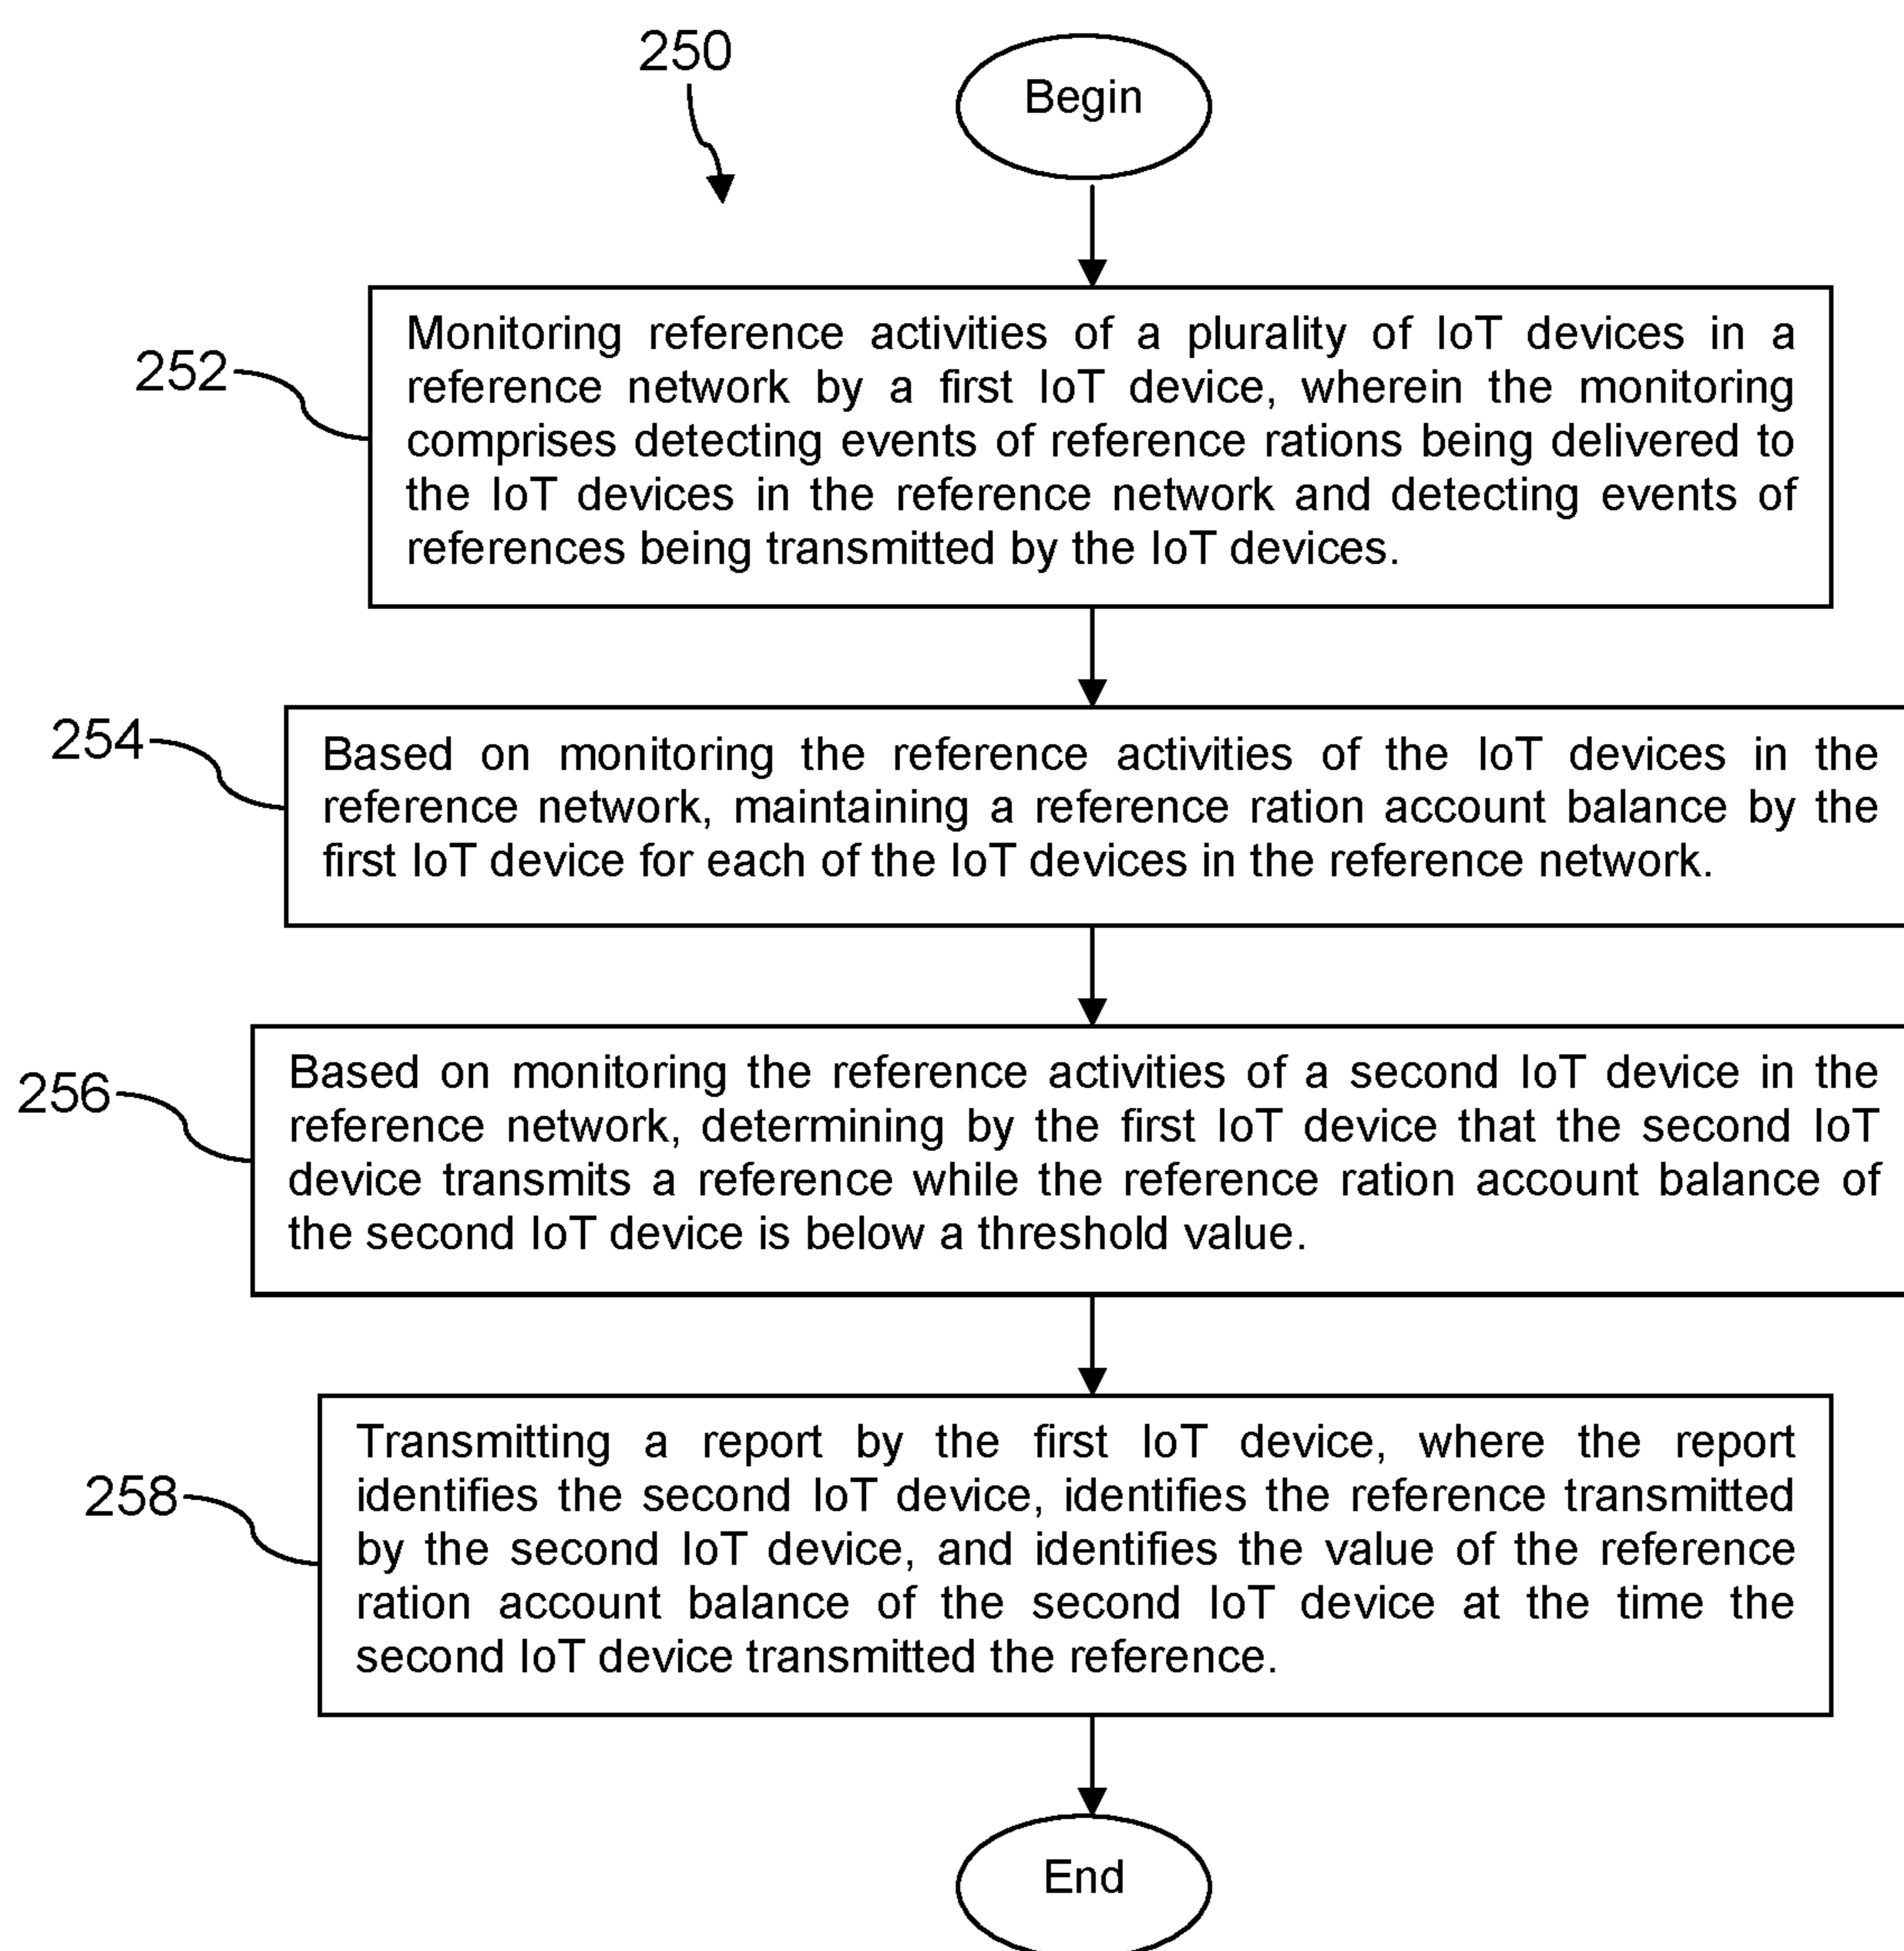 250
Begin
252
Monitoring reference activities of a plurality of IoT devices in a
reference network by a first IoT device, wherein the monitoring
comprises detecting events of reference rations being delivered to
the IoT devices in the reference network and detecting events of
references being transmitted by the IoT devices.
254
Based on monitoring the reference activities of the IoT devices in the
reference network, maintaining a reference ration account balance by the
first IoT device for each of the IoT devices in the reference network.
256
Based on monitoring the reference activities of a second IoT device in the
reference network, determining by the first IoT device that the second IoT
device transmits a reference while the reference ration account balance of
the second IoT device is below a threshold value.
258
Transmitting a report by the first IoT device, where the report
identifies the second IoT device, identifies the reference transmitted
by the second IoT device, and identifies the value of the reference
ration account balance of the second IoT device at the time the
second IoT device transmitted the reference.
End